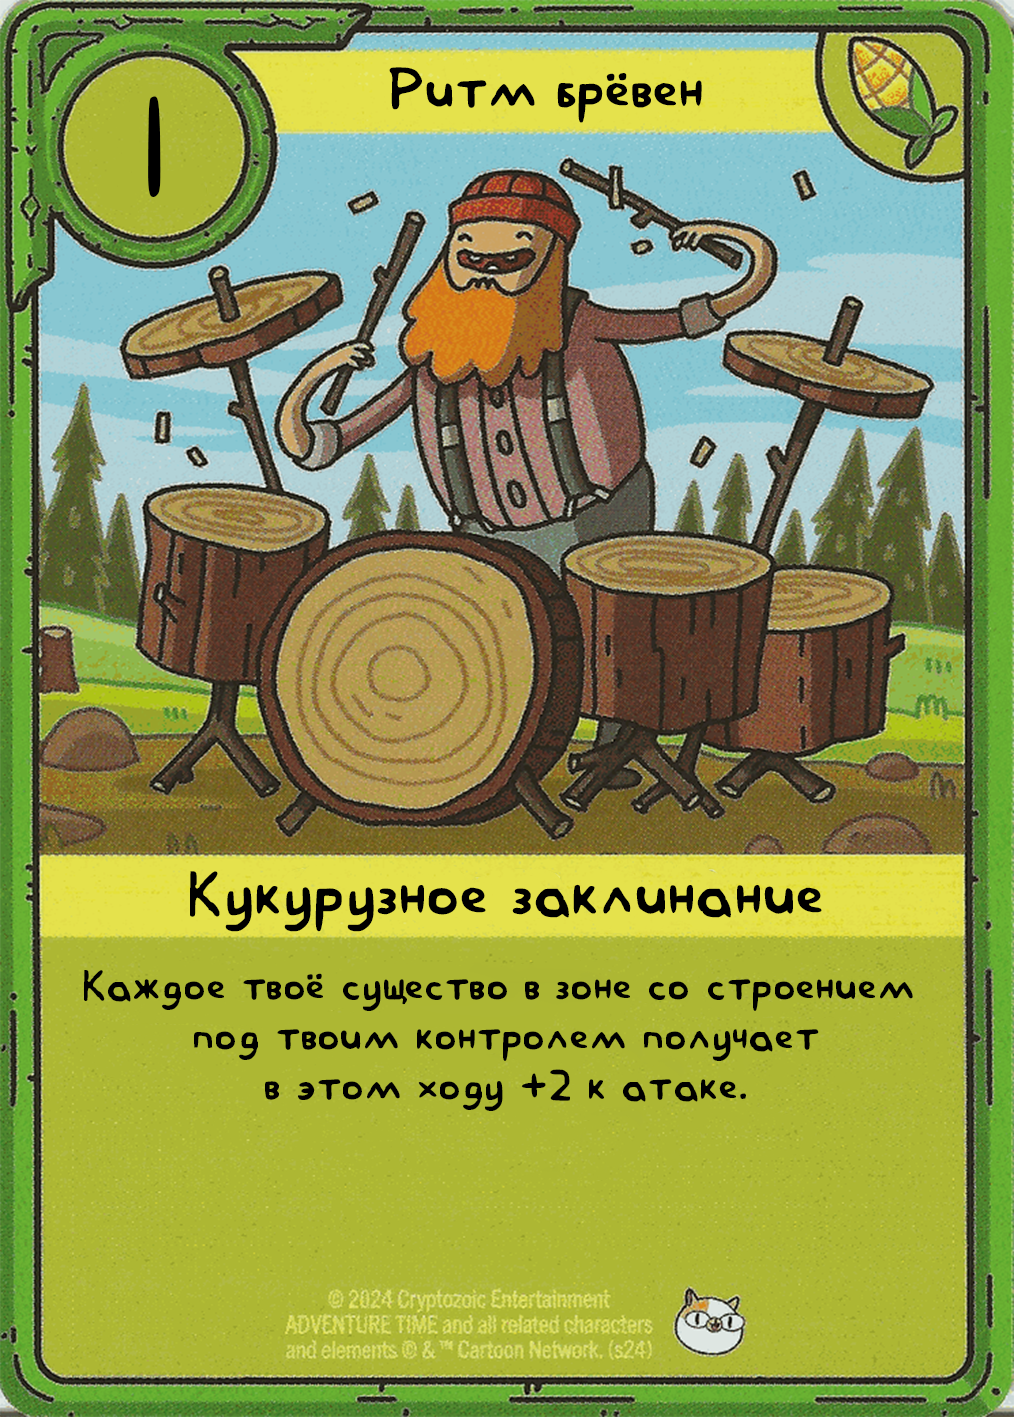 1
Ритм брёвен
Кукурузное заклинание
Каждое твоё существо в зоне со строением
под твоим контролем получает
в этом ходу +2 к атаке.
© 2024 Cryptozoic Entertainment
ADVENTURE TIME and all related characters
and elements © & ™ Cartoon Network. (s24)